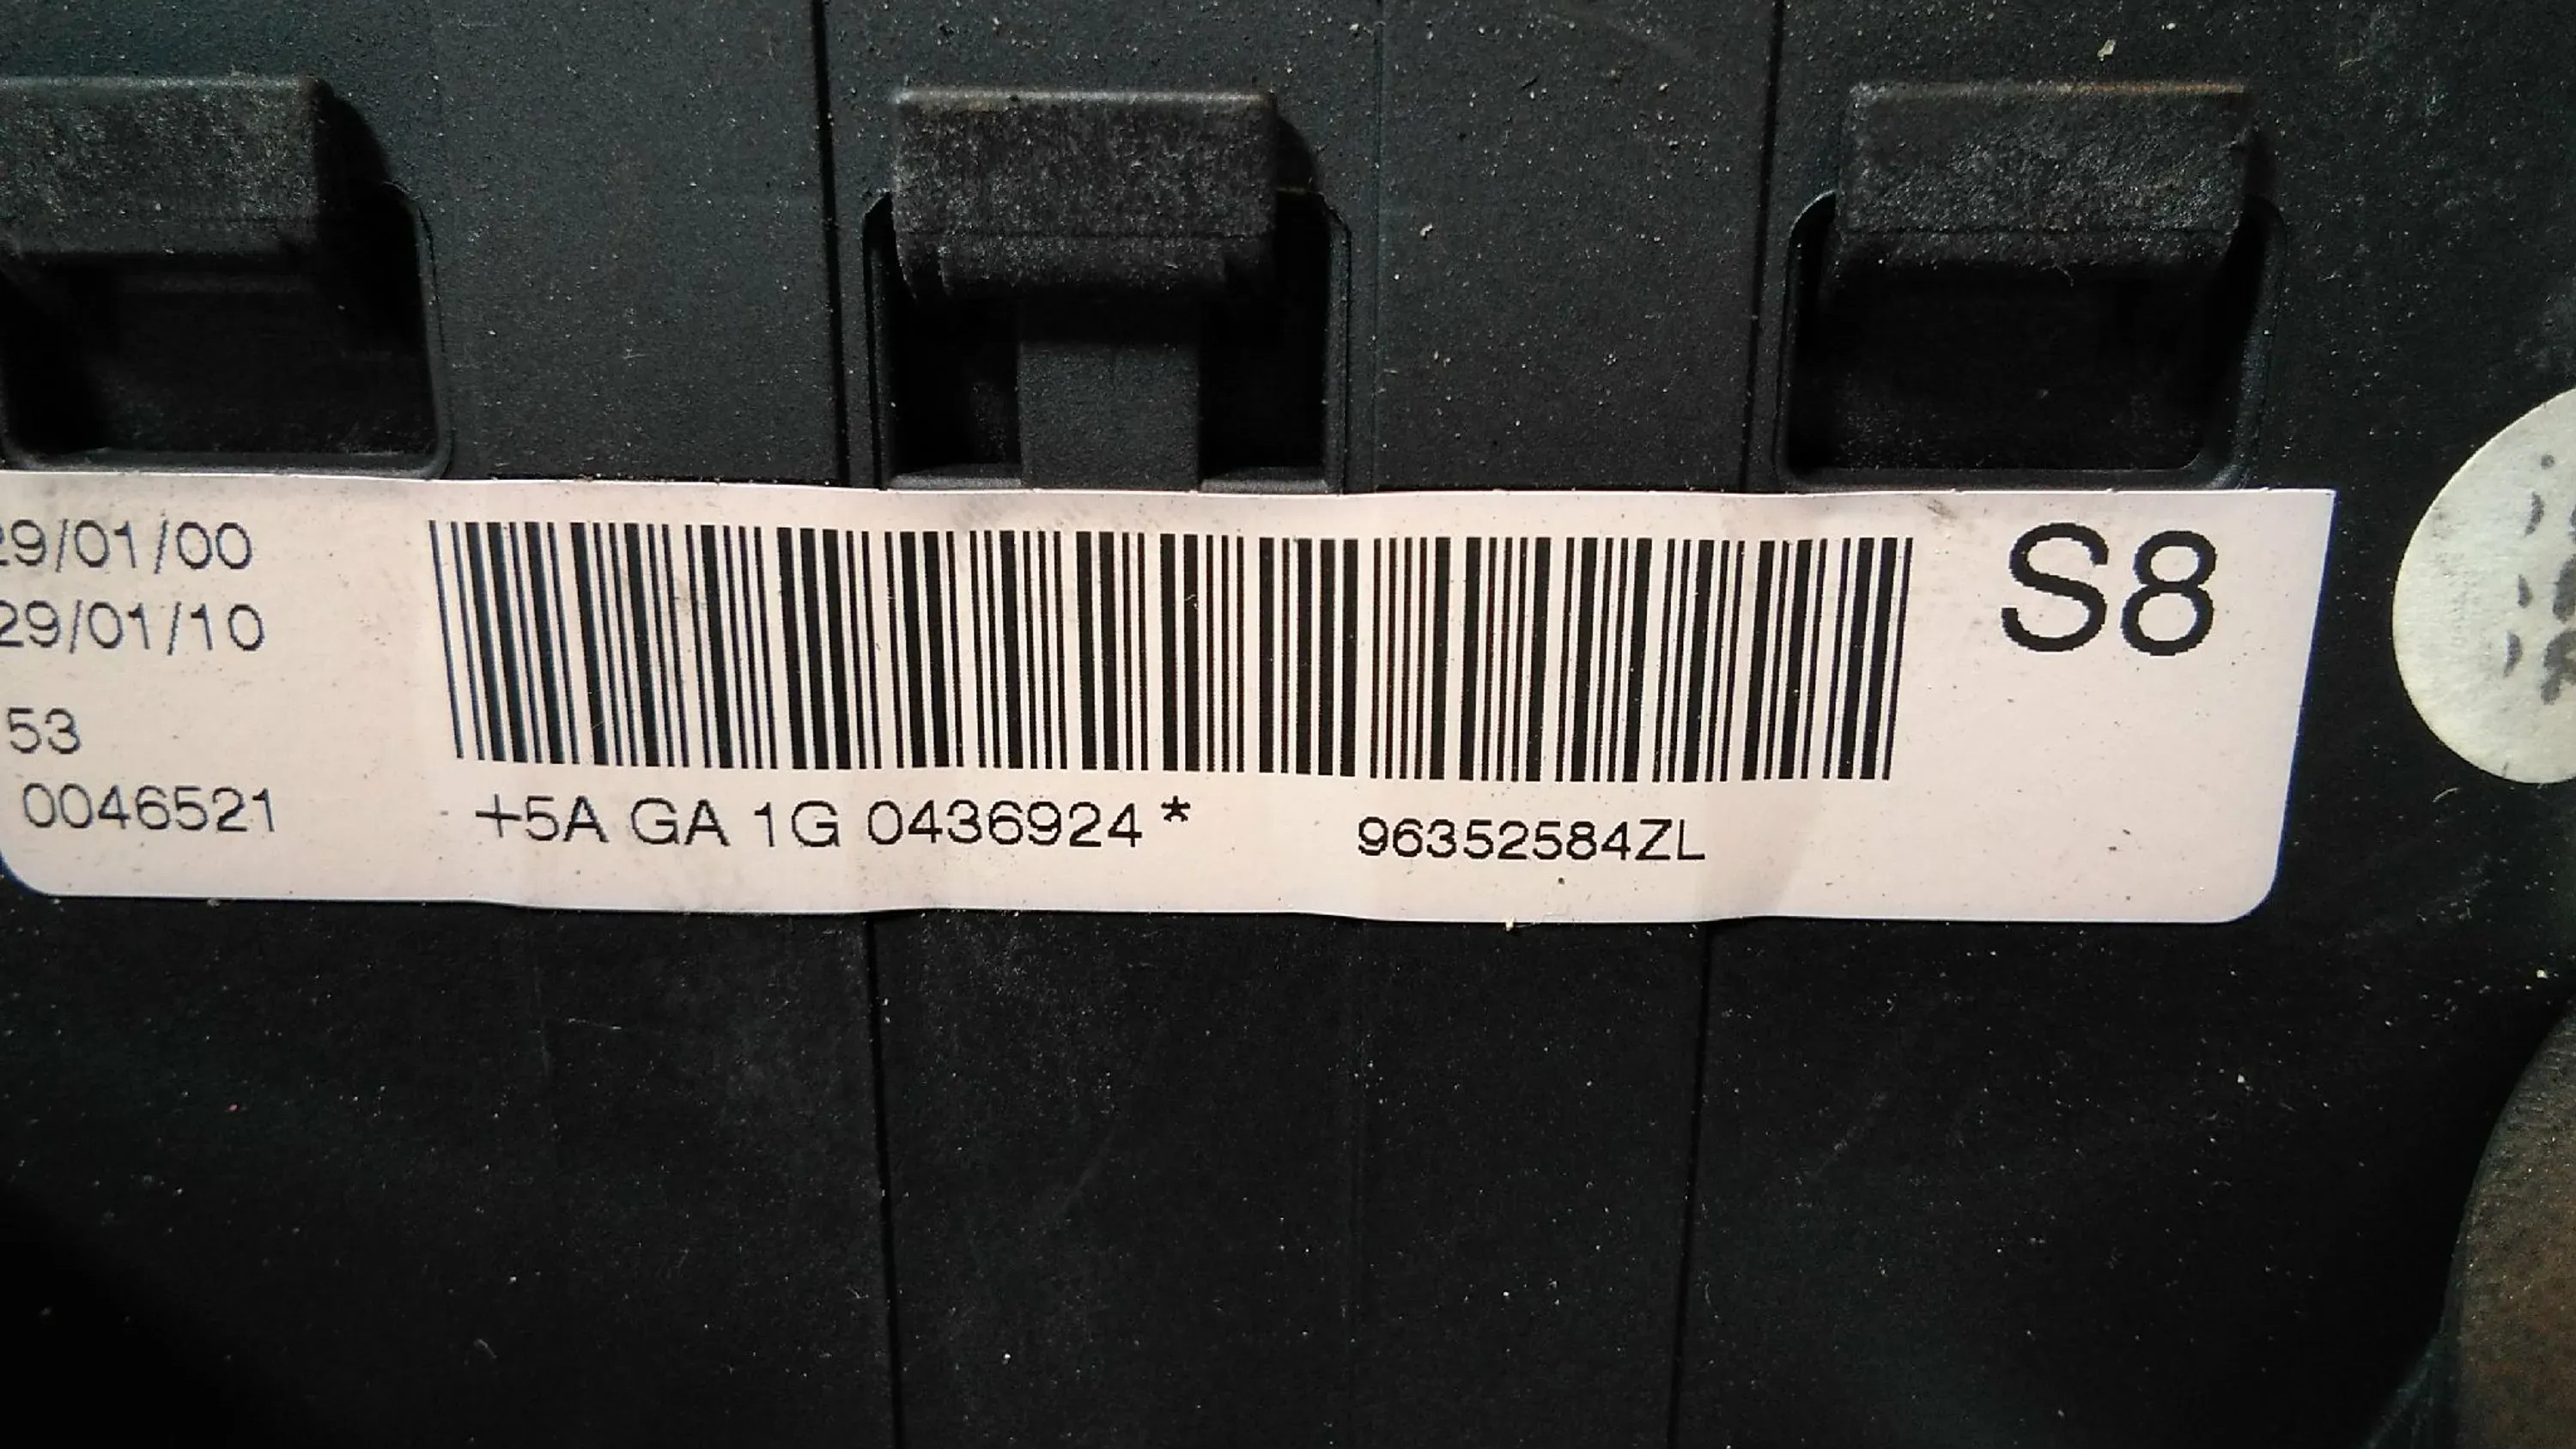 29/01/00
29/01/10
S8
53
0046521
+5A GA 1G 0436924 *
96352584ZL